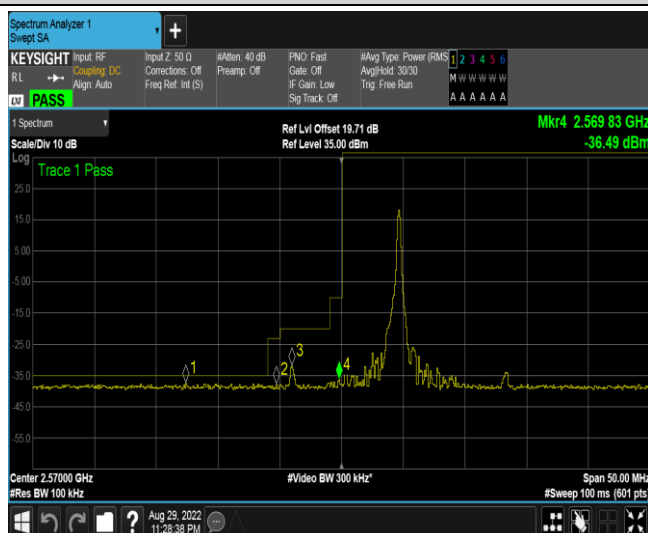 Spectrum Analyzer 1
Swept SA
+
KEYSIGHT
RL
LXI PASS
Input: RF
Coupling: DC
Align: Auto
Input Z: 50 Ω
Corrections: Off
Freq Ref: Int (S)
#Atten: 40 dB
Preamp: Off
PNO: Fast
Gate: Off
IF Gain: Low
Sig Track: Off
#Avg Type: Power (RMS
Avg|Hold: 30/30
Trig: Free Run
1 2 3 4 5 6
M W W W W W
A A A A A A
1 Spectrum
Scale/Div 10 dB
Ref Lvl Offset 19.71 dB
Ref Level 35.00 dBm
Mkr4 2.569 83 GHz
-36.49 dBm
Log
Trace 1 Pass
25.0
15.0
5.00
-5.00
-15.0
-25.0
-35.0
-45.0
-55.0
1
2
3
4
Center 2.57000 GHz
#Res BW 100 kHz
#Video BW 300 kHz*
Span 50.00 MHz
#Sweep 100 ms (601 pts)
?
Aug 29, 2022
11:28:38 PM